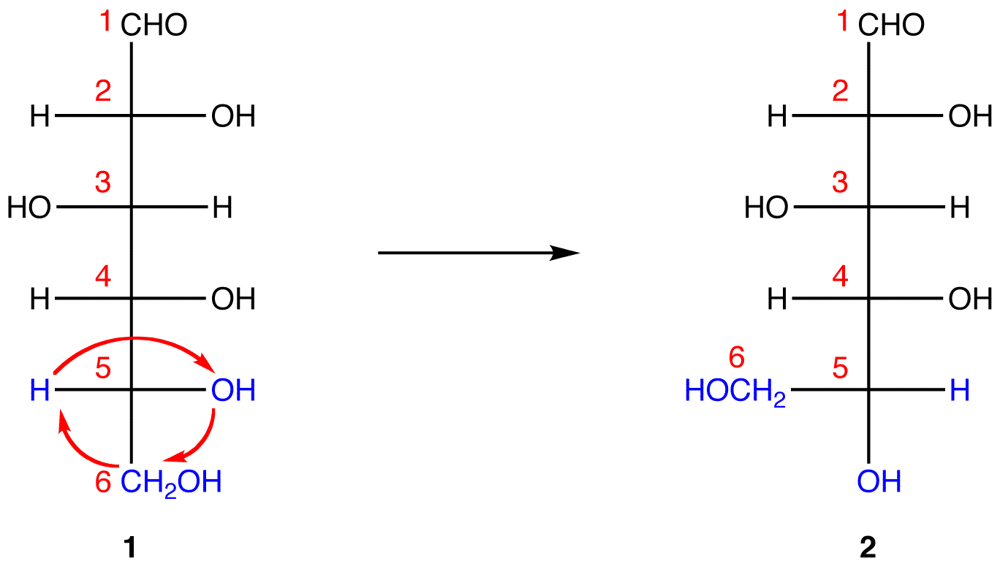 1 CHO 1 CHO
2 2
H OH H OH
3 3
HO H HO H
4 4
H OH H OH
5 6 5
H OH HOCH2 H
6 CH2OH OH
1 2